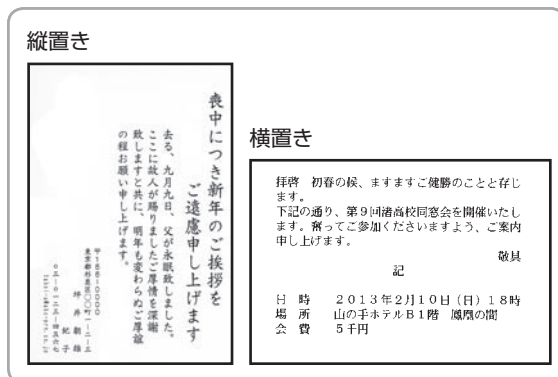 縦置き
喪中につき新年のご挨拶を
ご遠慮申し上げます
去る、九月九日、父が永眠致しました。
ここに故人が賜りましたご厚情を深謝
致しますと共に、明年も変わらぬご厚誼
の程お願い申し上げます。
坪井朝雄
紀子
横置き
拝啓　初春の候、ますますご健勝のことと存じ
ます。
下記の通り、第9回渚高校同窓会を開催いたし
ます。奮ってご参加くださいますよう、ご案内
申し上げます。
敬具
記
日　時　2013年2月10日（日）18時
場　所　山の手ホテルB1階　鳳凰の間
会　費　5千円